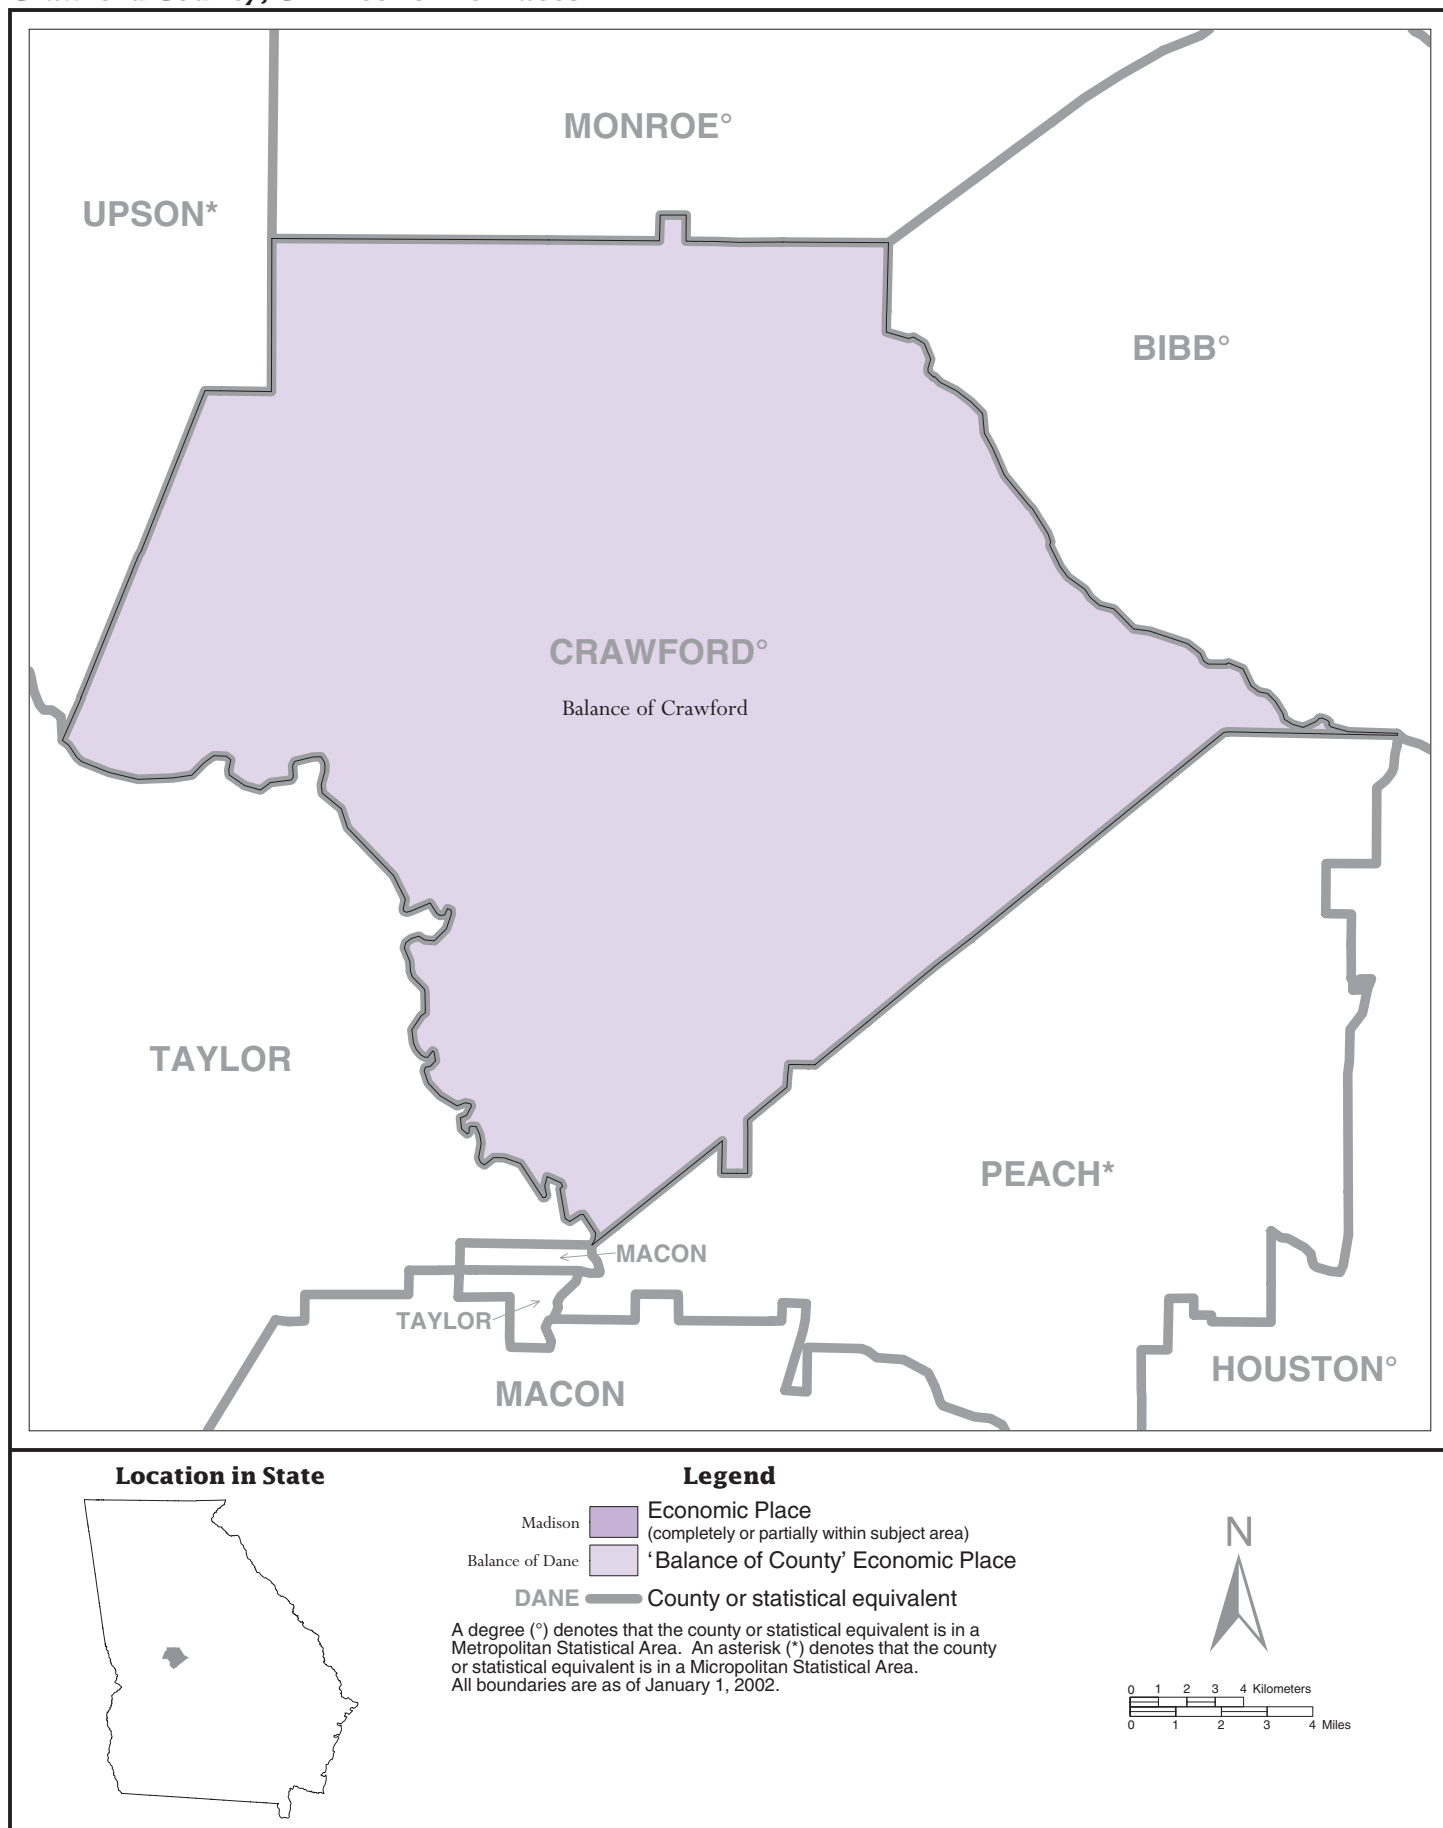 MONROE°
UPSON*
BIBB°
CRAWFORD°
Balance of Crawford
TAYLOR
PEACH*
MACON
TAYLOR
HOUSTON°
MACON
Location in State
Legend
Madison
Economic Place
(completely or partially within subject area)
Balance of Dane
‘Balance of County’ Economic Place
DANE
County or statistical equivalent
A degree (°) denotes that the county or statistical equivalent is in a
Metropolitan Statistical Area. An asterisk (*) denotes that the county
or statistical equivalent is in a Micropolitan Statistical Area.
All boundaries are as of January 1, 2002.
N
0 1 2 3 4 Kilometers
0 1 2 3 4 Miles